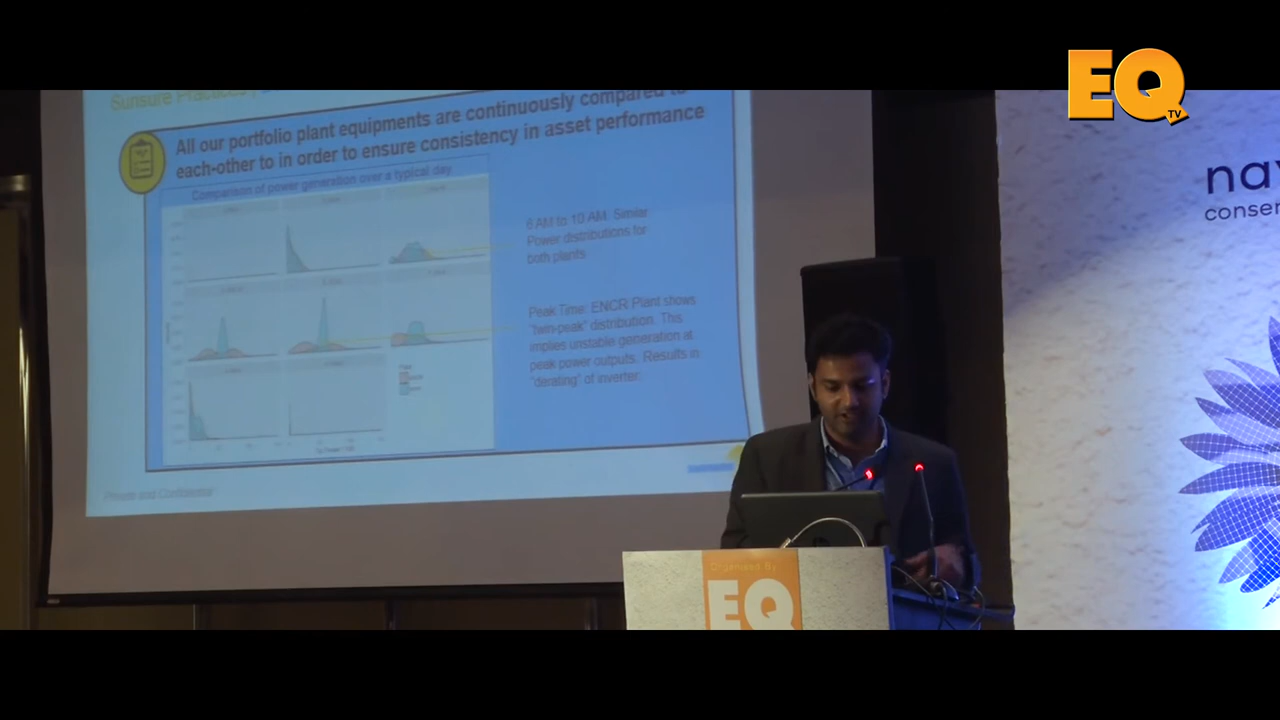 EQ
TV
Sunsure Practices |
All our portfolio plant equipments are continuously compared to
each-other to in order to ensure consistency in asset performance
Comparison of power generation over a typical day
6 AM to 10 AM: Similar
Power distributions for
both plants
Peak Time: ENCR Plant shows
"twin-peak" distribution. This
implies unstable generation at
peak power outputs. Results in
"derating" of inverter.
Private and Confidential
nav
conser
Organised By
EQ